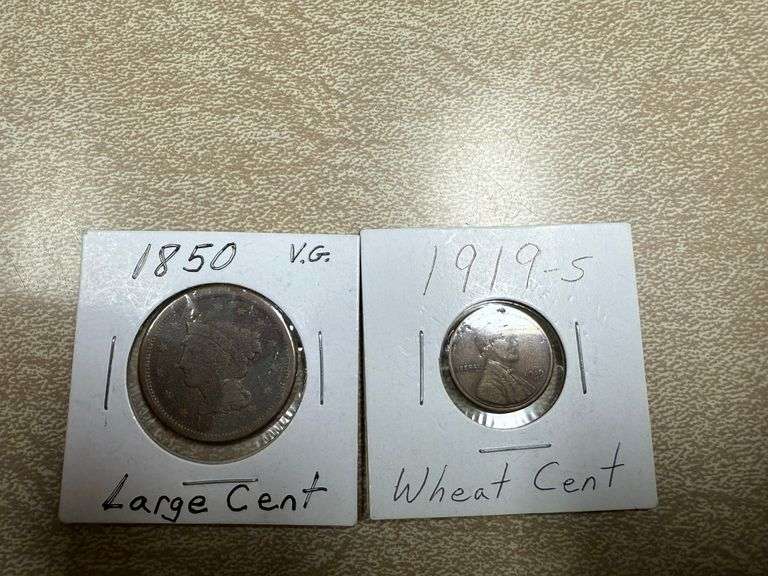 1850 V.G.
Large Cent
1919-S
Wheat Cent